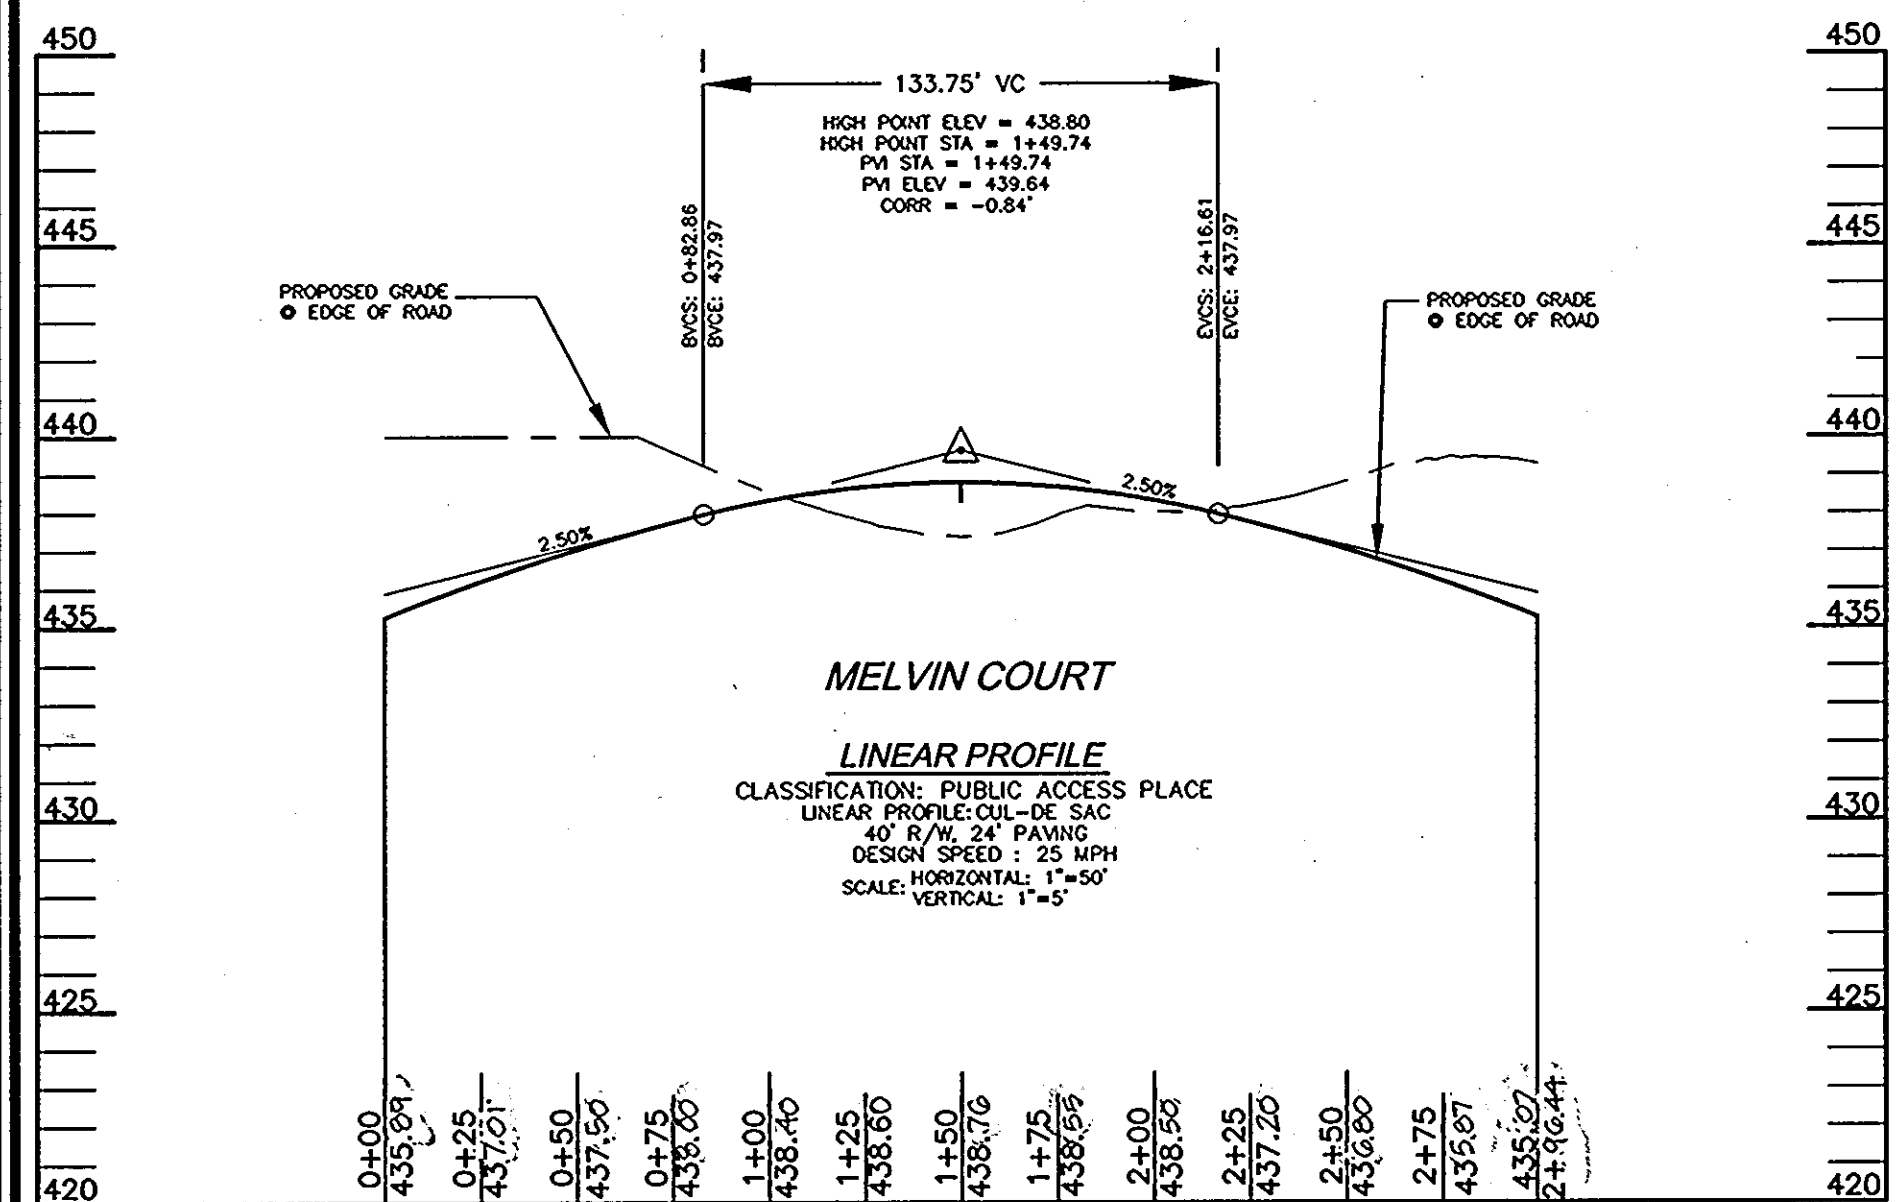 450
450
133.75' VC
HIGH POINT ELEV = 438.80
HIGH POINT STA = 1+49.74
PVI STA = 1+49.74
PVI ELEV = 439.64
CORR = -0.84'
BVCS: 0+82.86
BVCE: 437.97
EVCS: 2+16.61
EVCE: 437.97
445
445
PROPOSED GRADE
@ EDGE OF ROAD
PROPOSED GRADE
@ EDGE OF ROAD
440
440
2.50%
2.50%
435
435
MELVIN COURT
LINEAR PROFILE
CLASSIFICATION: PUBLIC ACCESS PLACE
LINEAR PROFILE: CUL-DE SAC
40' R/W, 24' PAVING
DESIGN SPEED : 25 MPH
SCALE: HORIZONTAL: 1"=50'
VERTICAL: 1"=5'
430
430
425
425
420
420
0+00
435.09
0+25
437.01
0+50
437.50
0+75
438.00
1+00
438.40
1+25
438.60
1+50
438.76
1+75
438.55
2+00
438.50
2+25
437.20
2+50
436.80
2+75
435.87
435.07
2+96.44